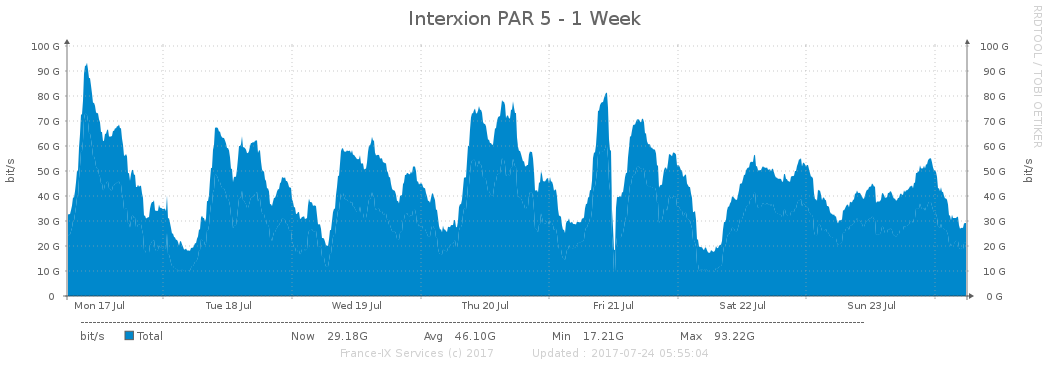 Interxion PAR 5 - 1 Week
RRDTOOL / TOBI OETIKER
100 G 100 G
90 G 90 G
80 G 80 G
70 G 70 G
60 G 60 G
50 G 50 G
40 G 40 G
30 G 30 G
20 G 20 G
10 G 10 G
0 0 G
bit/s bit/s
Mon 17 Jul Tue 18 Jul Wed 19 Jul Thu 20 Jul Fri 21 Jul Sat 22 Jul Sun 23 Jul
bit/s Total Now 29.18G Avg 46.10G Min 17.21G Max 93.22G
France-IX Services (c) 2017 Updated : 2017-07-24 05:55:04